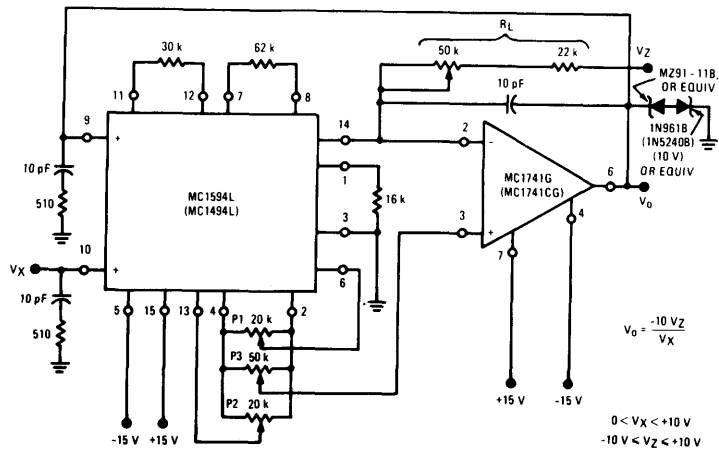 R_L
30 k
62 k
50 k
22 k
V_Z
MZ91-11B,
OR EQUIV
11
12
7
8
10 pF
14
9
+
2
-
1N961B
(1N5240B)
(10 V)
OR EQUIV
10 pF
1
MC1594L
(MC1494L)
MC1741G
(MC1741CG)
6
V_O
510
16 k
3
3
+
4
V_X
10
+
6
7
10 pF
5
15
13
4
2
P1
20 k
510
P3
50 k
V_O = -10 V_Z / V_X
P2
20 k
+15 V
-15 V
-15 V
+15 V
0 < V_X < +10 V
-10 V ≤ V_Z ≤ +10 V